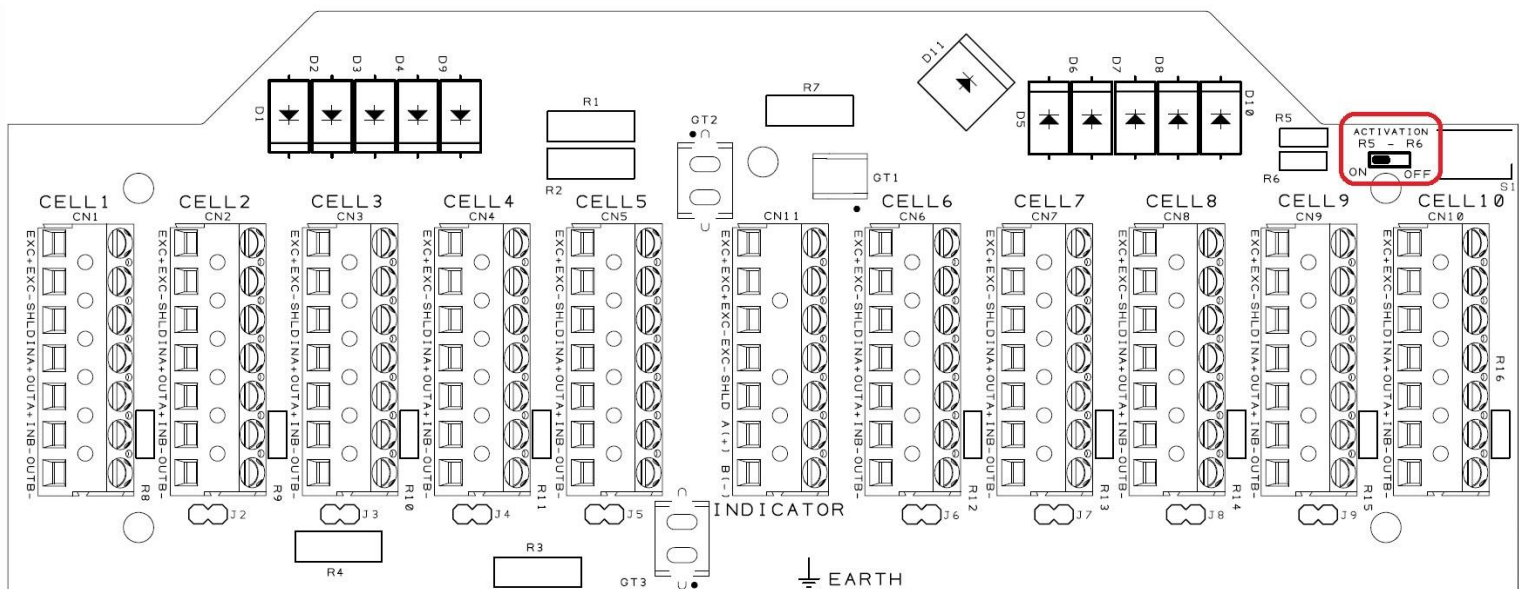 D1
D2
D3
D4
D9
R1
R2
GT2
R7
D11
D5
D6
D7
D8
D10
GT1
R5
R6
ACTIVATION
R5 - R6
ON OFF
S1
CELL1
CN1
CELL2
CN2
CELL3
CN3
CELL4
CN4
CELL5
CN5
CN11
CELL6
CN6
CELL7
CN7
CELL8
CN8
CELL9
CN9
CELL10
CN10
EXC+EXC-SHLDINA+OUTA+INB-OUTB-
EXC+EXC-SHLDINA+OUTA+INB-OUTB-
EXC+EXC-SHLDINA+OUTA+INB-OUTB-
EXC+EXC-SHLDINA+OUTA+INB-OUTB-
EXC+EXC-SHLDINA+OUTA+INB-OUTB-
EXC+EXC+EXC-EXC-SHLD A(+) B(-)
EXC+EXC-SHLDINA+OUTA+INB-OUTB-
EXC+EXC-SHLDINA+OUTA+INB-OUTB-
EXC+EXC-SHLDINA+OUTA+INB-OUTB-
EXC+EXC-SHLDINA+OUTA+INB-OUTB-
EXC+EXC-SHLDINA+OUTA+INB-OUTB-
R8
R9
R10
R11
R12
R13
R14
R15
R16
J2
J3
J4
J5
INDICATOR
J6
J7
J8
J9
R4
R3
GT3
EARTH